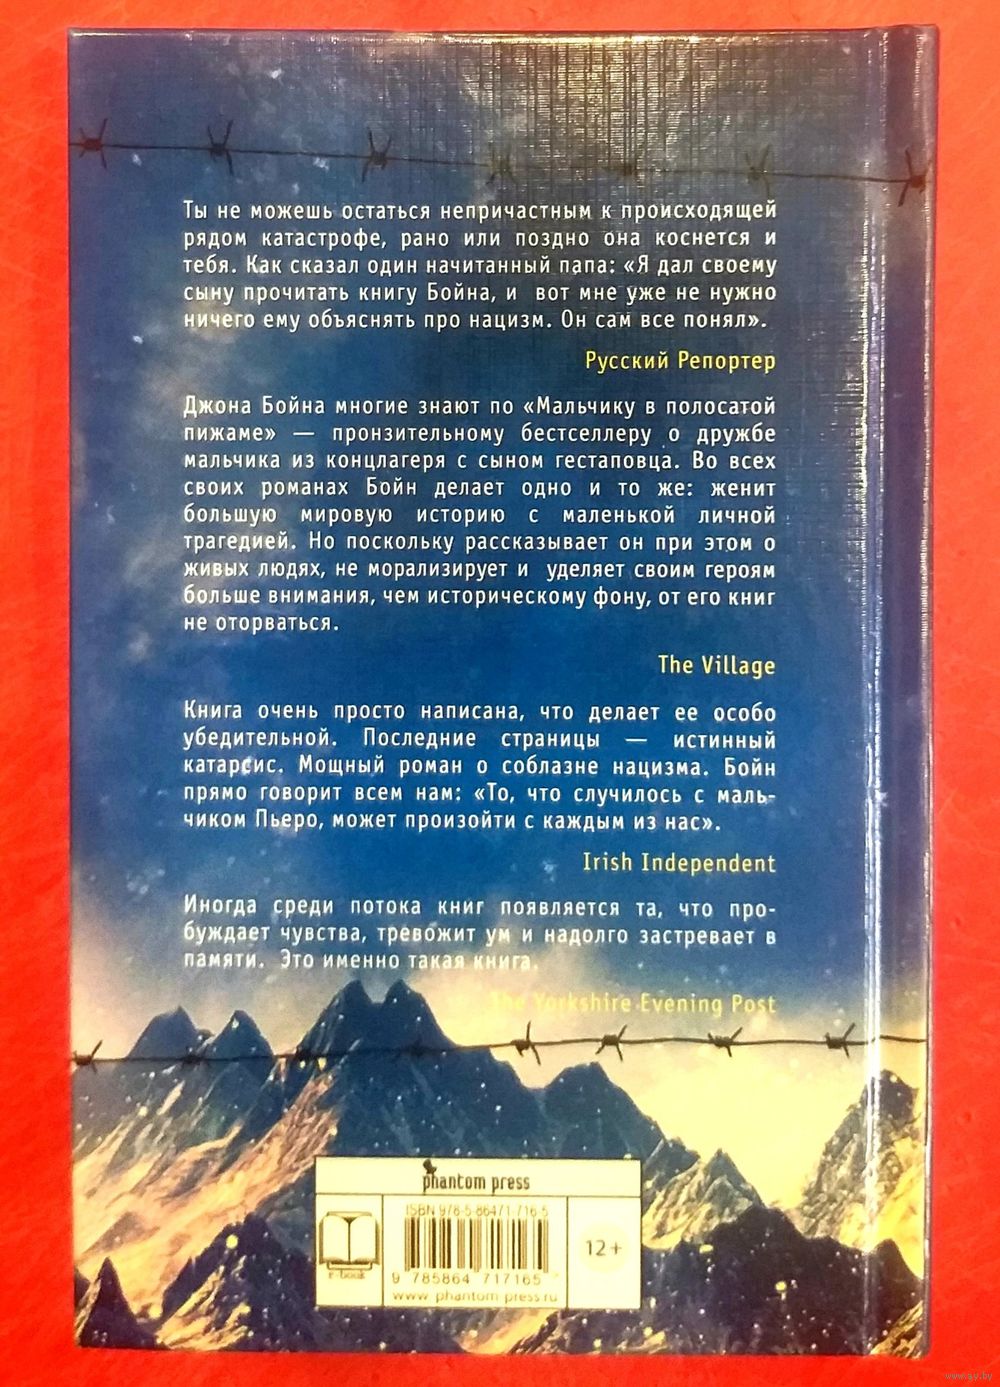 Ты не можешь остаться непричастным к происходящей
рядом катастрофе, рано или поздно она коснется и
тебя. Как сказал один начитанный папа: «Я дал своему
сыну прочитать книгу Бойна, и вот мне уже не нужно
ничего ему объяснять про нацизм. Он сам все понял».
Русский Репортер
Джона Бойна многие знают по «Мальчику в полосатой
пижаме» — пронзительному бестселлеру о дружбе
мальчика из концлагеря с сыном гестаповца. Во всех
своих романах Бойн делает одно и то же: женит
большую мировую историю с маленькой личной
трагедией. Но поскольку рассказывает он при этом о
живых людях, не морализирует и уделяет своим героям
больше внимания, чем историческому фону, от его книг
не оторваться.
The Village
Книга очень просто написана, что делает ее особо
убедительной. Последние страницы — истинный
катарсис. Мощный роман о соблазне нацизма. Бойн
прямо говорит всем нам: «То, что случилось с маль-
чиком Пьеро, может произойти с каждым из нас».
Irish Independent
Иногда среди потока книг появляется та, что про-
буждает чувства, тревожит ум и надолго застревает в
памяти. Это именно такая книга.
The Yorkshire Evening Post
phantom press
ISBN 978-5-86471-716-5
e-book
12+
9 785864 717165
www.phantom-press.ru
www.ay.by